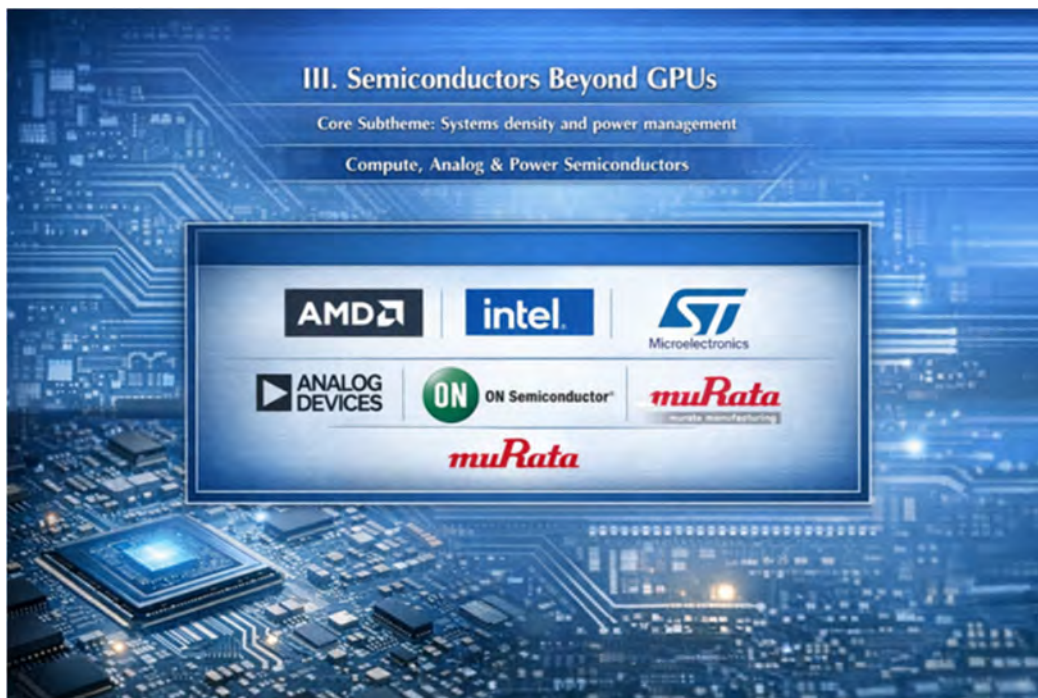 III. Semiconductors Beyond GPUs
Core Subtheme: Systems density and power management
Compute, Analog & Power Semiconductors
AMD
intel.
ST
Microelectronics
ANALOG
DEVICES
ON
ON Semiconductor®
muRata
murata manufacturing
muRata